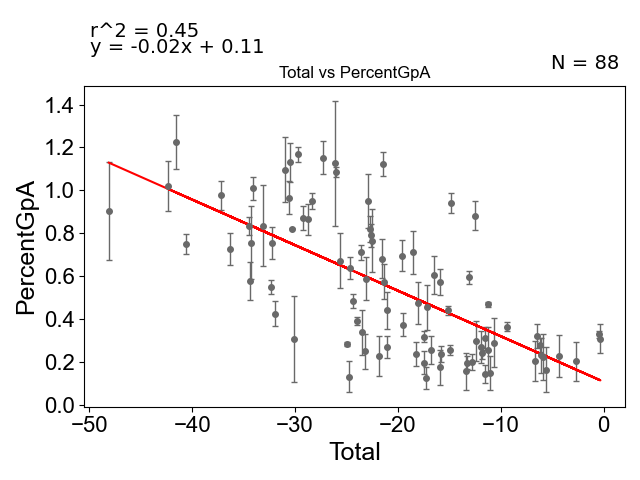 r^2 = 0.45
y = -0.02x + 0.11
N = 88
Total vs PercentGpA
1.4
1.2
1.0
0.8
0.6
0.4
0.2
0.0
PercentGpA
−50
−40
−30
−20
−10
0
Total